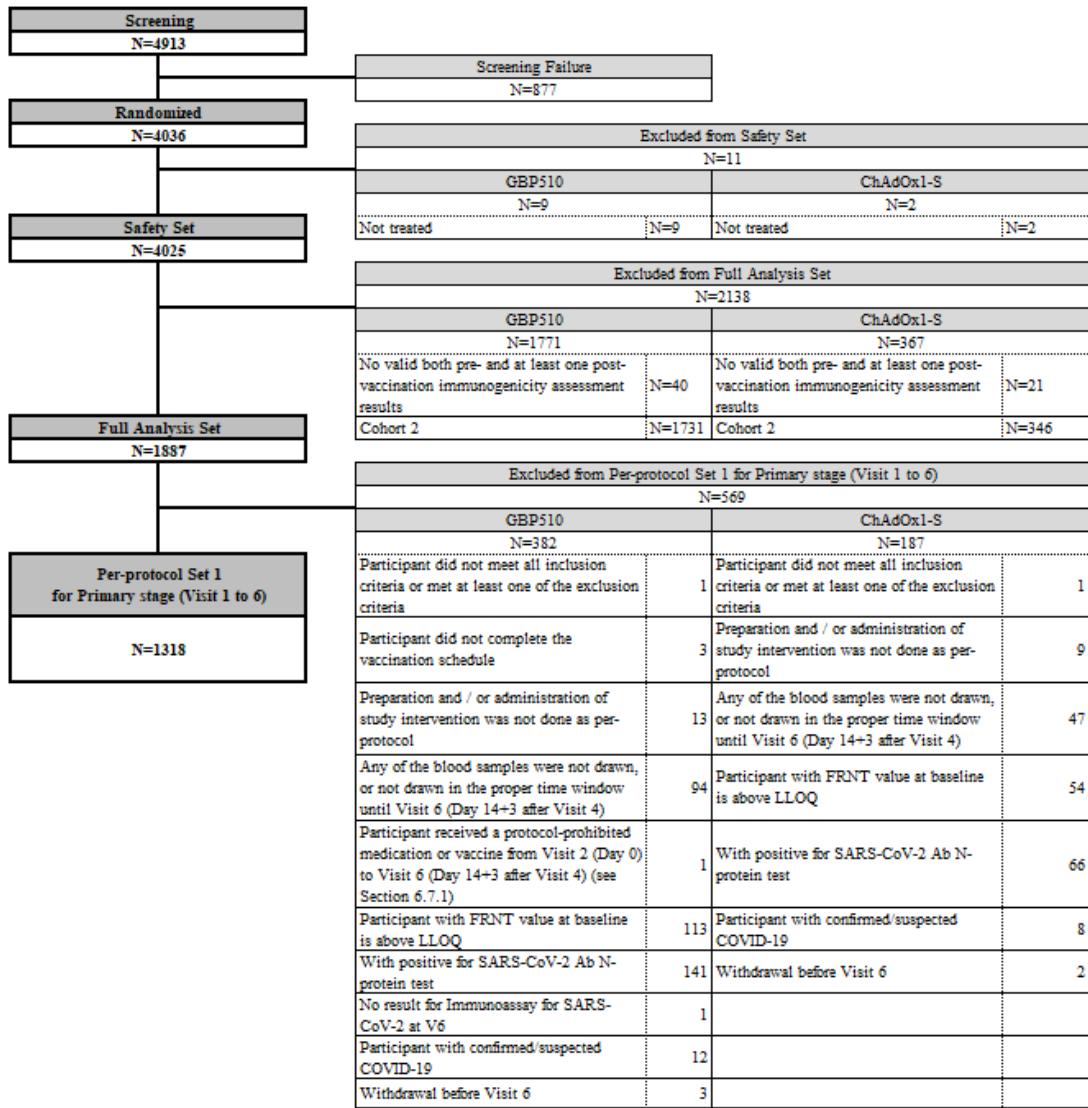 Screening
N=4913
Screening Failure
N=877
Randomized
N=4036
Excluded from Safety Set
N=11
GBP510
ChAdOx1-S
N=9
N=2
Not treated
N=9
Not treated
N=2
Safety Set
N=4025
Excluded from Full Analysis Set
N=2138
GBP510
ChAdOx1-S
N=1771
N=367
No valid both pre- and at least one post-
vaccination immunogenicity assessment
results
N=40
No valid both pre- and at least one post-
vaccination immunogenicity assessment
results
N=21
Cohort 2
N=1731
Cohort 2
N=346
Full Analysis Set
N=1887
Excluded from Per-protocol Set 1 for Primary stage (Visit 1 to 6)
N=569
GBP510
ChAdOx1-S
N=382
N=187
Per-protocol Set 1
for Primary stage (Visit 1 to 6)
N=1318
Participant did not meet all inclusion
criteria or met at least one of the exclusion
criteria
1
Participant did not meet all inclusion
criteria or met at least one of the exclusion
criteria
1
Participant did not complete the
vaccination schedule
3
Preparation and / or administration of
study intervention was not done as per-
protocol
9
Preparation and / or administration of
study intervention was not done as per-
protocol
13
Any of the blood samples were not drawn,
or not drawn in the proper time window
until Visit 6 (Day 14+3 after Visit 4)
47
Any of the blood samples were not drawn,
or not drawn in the proper time window
until Visit 6 (Day 14+3 after Visit 4)
94
Participant with FRNT value at baseline
is above LLOQ
54
Participant received a protocol-prohibited
medication or vaccine from Visit 2 (Day 0)
to Visit 6 (Day 14+3 after Visit 4) (see
Section 6.7.1)
1
With positive for SARS-CoV-2 Ab N-
protein test
66
Participant with FRNT value at baseline
is above LLOQ
113
Participant with confirmed/suspected
COVID-19
8
With positive for SARS-CoV-2 Ab N-
protein test
141
Withdrawal before Visit 6
2
No result for Immunoassay for SARS-
CoV-2 at V6
1
Participant with confirmed/suspected
COVID-19
12
Withdrawal before Visit 6
3